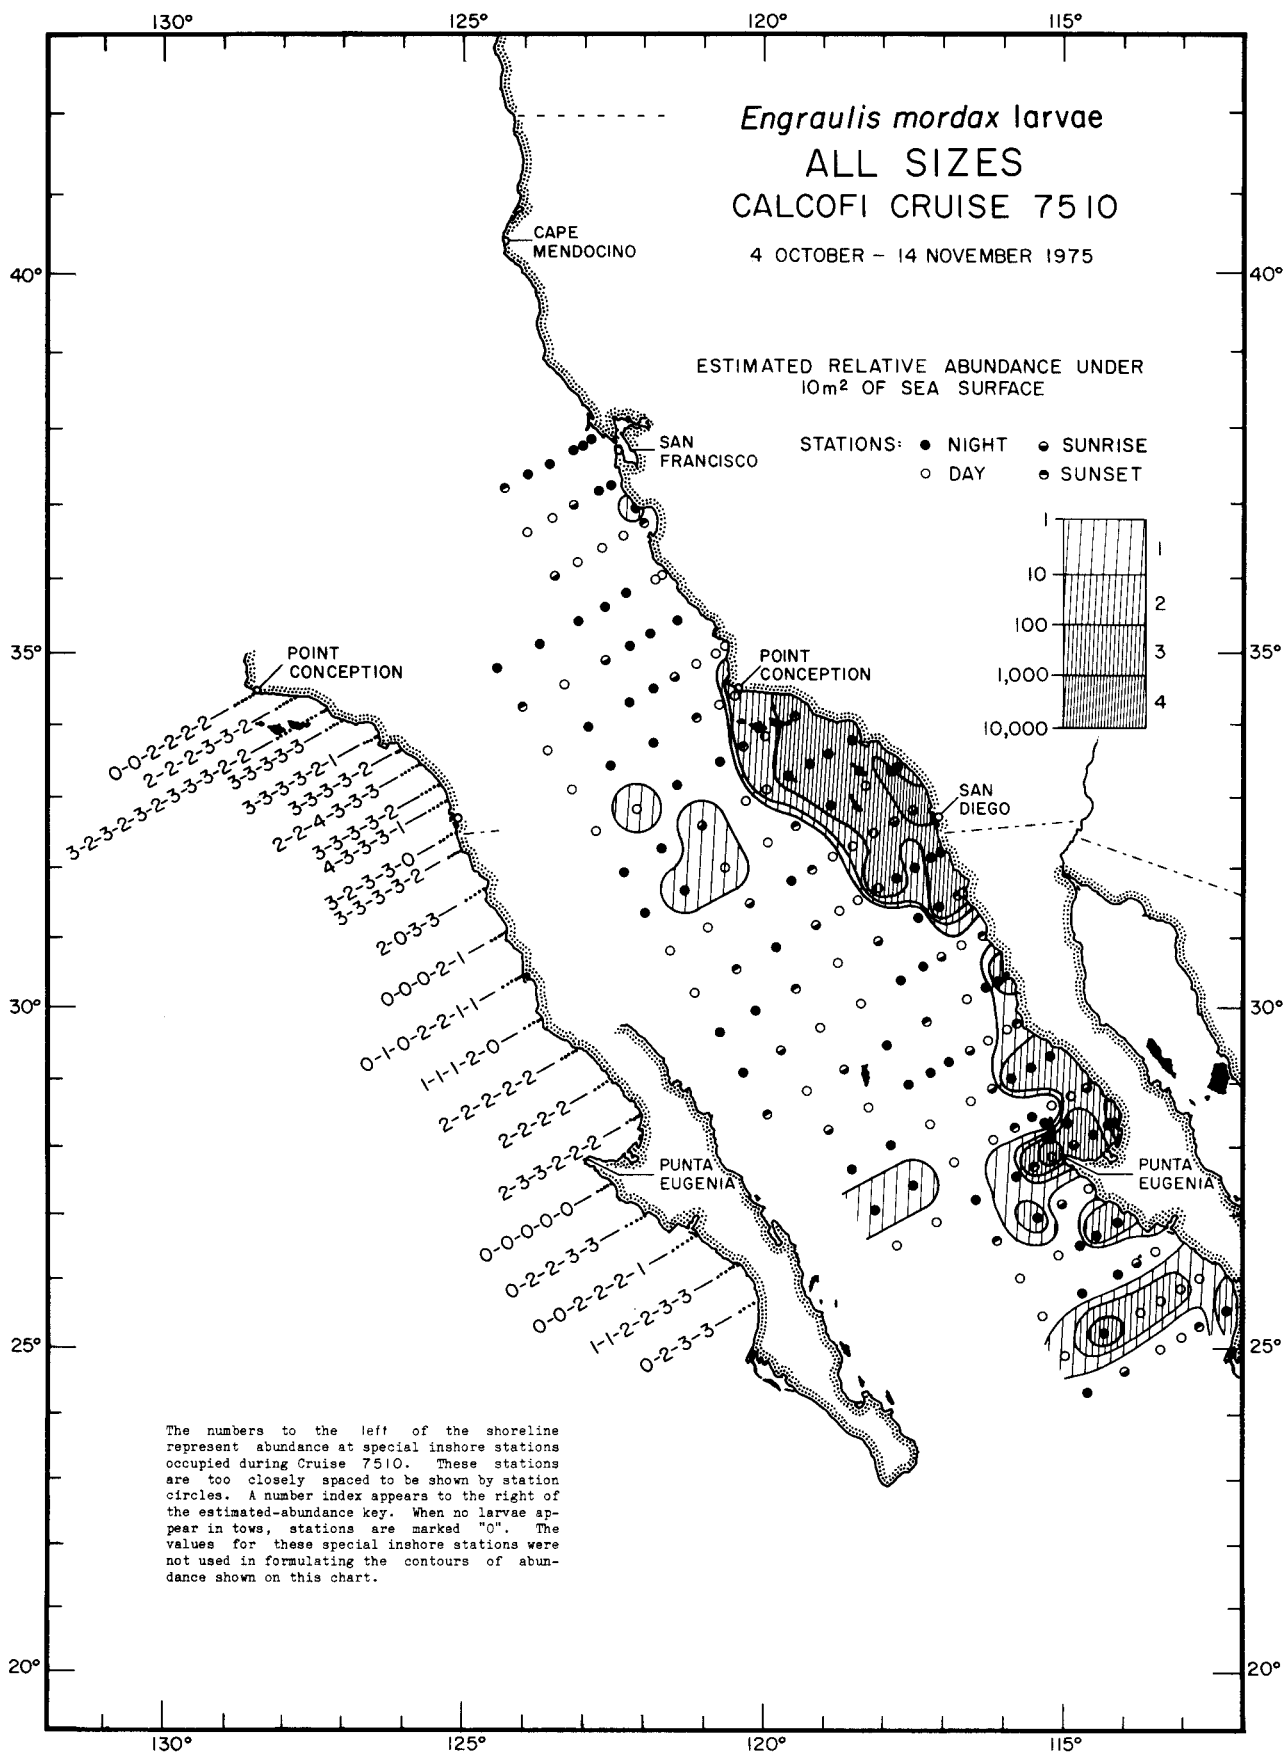 130° 125° 120° 115°
Engraulis mordax larvae
ALL SIZES
CALCOFI CRUISE 7510
4 OCTOBER – 14 NOVEMBER 1975
CAPE
MENDOCINO
40° 40°
ESTIMATED RELATIVE ABUNDANCE UNDER
10m² OF SEA SURFACE
STATIONS: ● NIGHT ◒ SUNRISE
○ DAY ◓ SUNSET
SAN
FRANCISCO
1
1
10
2
100
3
1,000
4
10,000
35° 35°
POINT
CONCEPTION
POINT
CONCEPTION
SAN
DIEGO
0-0-2-2-2-2
2-2-2-3-3-2
3-2-3-2-3-2-3-3-3-2-2
3-3-3-3-3
3-3-3-3-2-1
3-3-3-3-2
2-2-4-3-3-3
3-3-3-3-2
4-3-3-3-1
3-2-3-3-0
3-3-3-3-2
2-0-3-3
0-0-0-2-1
30° 30°
0-1-0-2-2-1-1
1-1-1-2-0
2-2-2-2-2
2-2-2-2
2-3-3-2-2-2
PUNTA
EUGENIA
PUNTA
EUGENIA
0-0-0-0-0
0-2-2-3-3
0-0-2-2-2-1
1-1-2-2-3-3
0-2-3-3
25° 25°
The numbers to the left of the shoreline
represent abundance at special inshore stations
occupied during Cruise 7510. These stations
are too closely spaced to be shown by station
circles. A number index appears to the right of
the estimated-abundance key. When no larvae ap-
pear in tows, stations are marked "0". The
values for these special inshore stations were
not used in formulating the contours of abun-
dance shown on this chart.
20° 20°
130° 125° 120° 115°